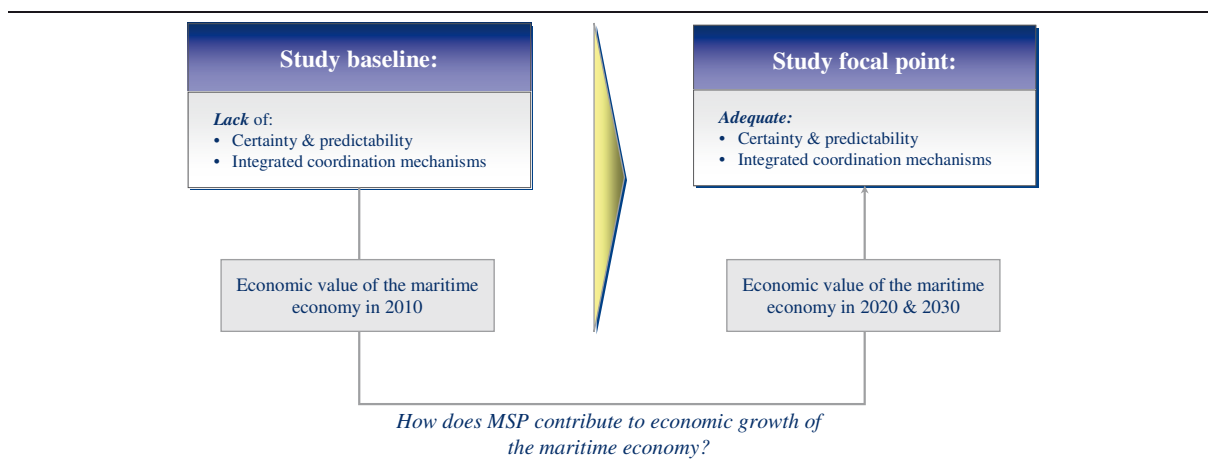 Study baseline:
Lack of:
• Certainty & predictability
• Integrated coordination mechanisms
Study focal point:
Adequate:
• Certainty & predictability
• Integrated coordination mechanisms
Economic value of the maritime
economy in 2010
Economic value of the maritime
economy in 2020 & 2030
How does MSP contribute to economic growth of
the maritime economy?